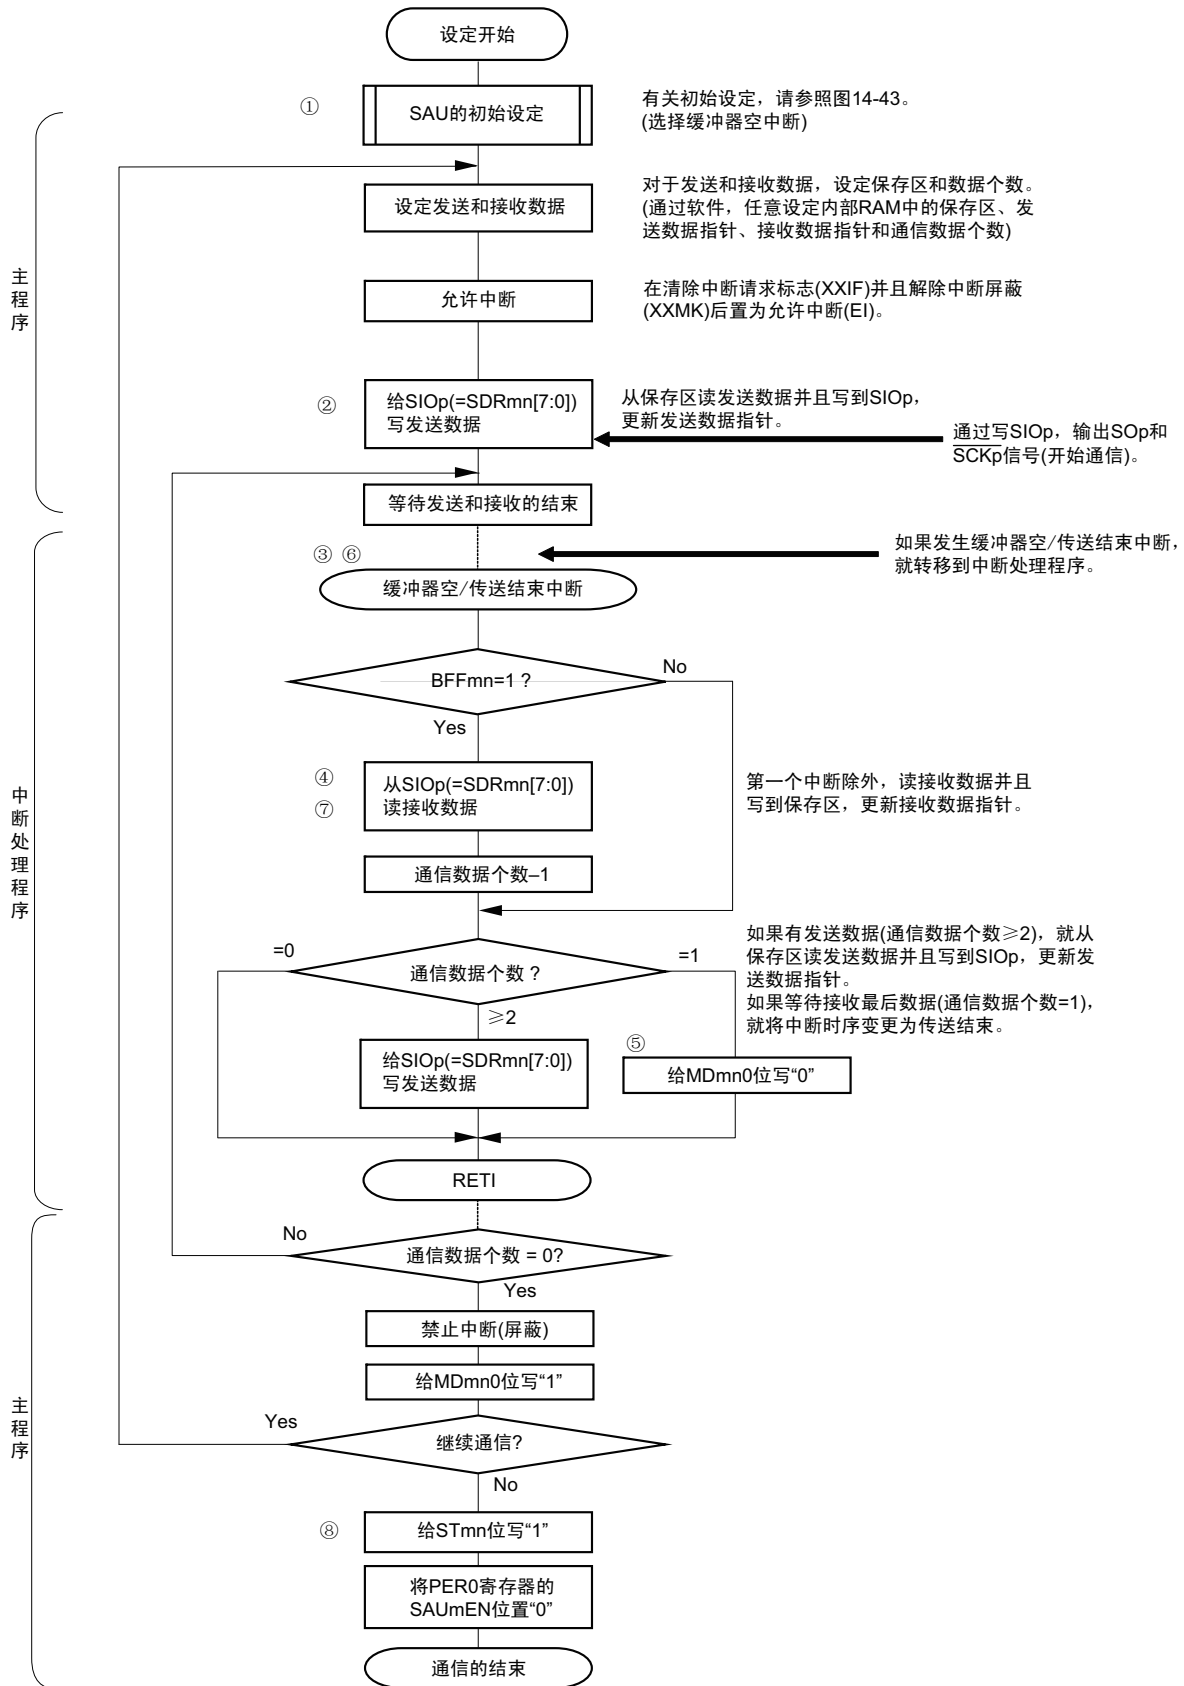 设定开始
①
SAU的初始设定
有关初始设定，请参照图14-43。
(选择缓冲器空中断)
设定发送和接收数据
对于发送和接收数据，设定保存区和数据个数。
(通过软件，任意设定内部RAM中的保存区、发
送数据指针、接收数据指针和通信数据个数)
主程序
允许中断
在清除中断请求标志(XXIF)并且解除中断屏蔽
(XXMK)后置为允许中断(EI)。
②
给SIOp(=SDRmn[7:0])
写发送数据
从保存区读发送数据并且写到SIOp，
更新发送数据指针。
通过写SIOp，输出SOp和
SCKp信号(开始通信)。
等待发送和接收的结束
③ ⑥
如果发生缓冲器空/传送结束中断，
就转移到中断处理程序。
缓冲器空/传送结束中断
BFFmn=1 ?
No
Yes
④
⑦
从SIOp(=SDRmn[7:0])
读接收数据
第一个中断除外，读接收数据并且
写到保存区，更新接收数据指针。
中断处理程序
通信数据个数–1
=0
通信数据个数 ?
=1
≥2
如果有发送数据(通信数据个数≥2)，就从
保存区读发送数据并且写到SIOp，更新发
送数据指针。
如果等待接收最后数据(通信数据个数=1)，
就将中断时序变更为传送结束。
给SIOp(=SDRmn[7:0])
写发送数据
⑤
给MDmn0位写“0”
RETI
No
通信数据个数 = 0?
Yes
禁止中断(屏蔽)
给MDmn0位写“1”
主程序
Yes
继续通信?
No
⑧
给STmn位写“1”
将PER0寄存器的
SAUmEN位置“0”
通信的结束